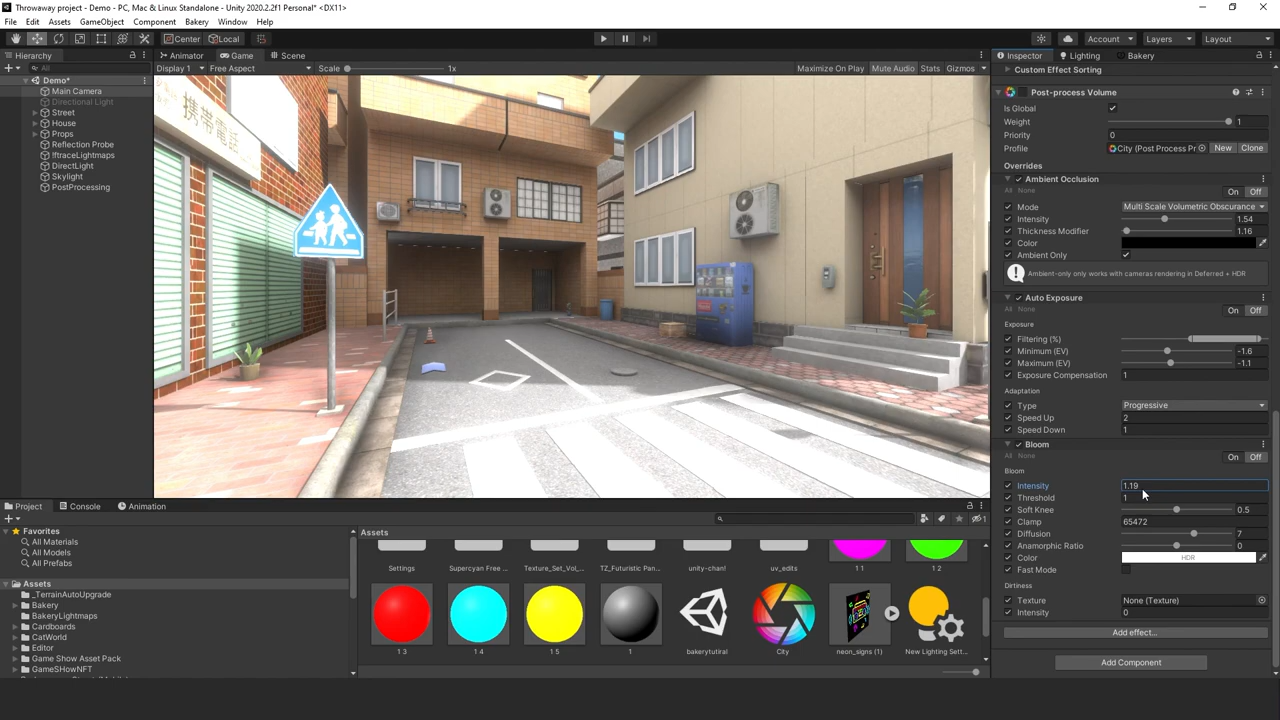 Throwaway project - Demo - PC, Mac & Linux Standalone - Unity 2020.2.2f1 Personal* <DX11>
File Edit Assets GameObject Component Bakery Window Help
Center Local
Account Layers Layout
Hierarchy
All
Demo*
Main Camera
Directional Light
Street
House
Props
Reflection Probe
!ftraceLightmaps
DirectLight
Skylight
PostProcessing
Animator Game Scene
Display 1 Free Aspect Scale 1x Maximize On Play Mute Audio Stats Gizmos
携帯電話
Inspector Lighting Bakery
Custom Effect Sorting
Post-process Volume
Is Global
Weight 1
Priority 0
Profile City (Post Process Pr New Clone
Overrides
Ambient Occlusion
All None On Off
Mode Multi Scale Volumetric Obscurance
Intensity 1.54
Thickness Modifier 1.16
Color
Ambient Only
Ambient-only only works with cameras rendering in Deferred + HDR
Auto Exposure
All None On Off
Exposure
Filtering (%)
Minimum (EV) -1.6
Maximum (EV) -1.1
Exposure Compensation 1
Adaptation
Type Progressive
Speed Up 2
Speed Down 1
Bloom
All None On Off
Bloom
Intensity 1.19
Threshold 1
Soft Knee 0.5
Clamp 65472
Diffusion 7
Anamorphic Ratio 0
Color HDR
Fast Mode
Dirtiness
Texture None (Texture)
Intensity 0
Add effect...
Add Component
Project Console Animation
1
Favorites
All Materials
All Models
All Prefabs
Assets
_TerrainAutoUpgrade
Bakery
BakeryLightmaps
Cardboards
CatWorld
Editor
Game Show Asset Pack
GameSHowNFT
Assets
Settings Supercyan Free ... Texture_Set_Vol_... TZ_Futuristic Pan... unity-chan! uv_edits 1 1 1 2
1 3 1 4 1 5 1 bakerytutiral City neon_signs (1) New Lighting Sett...